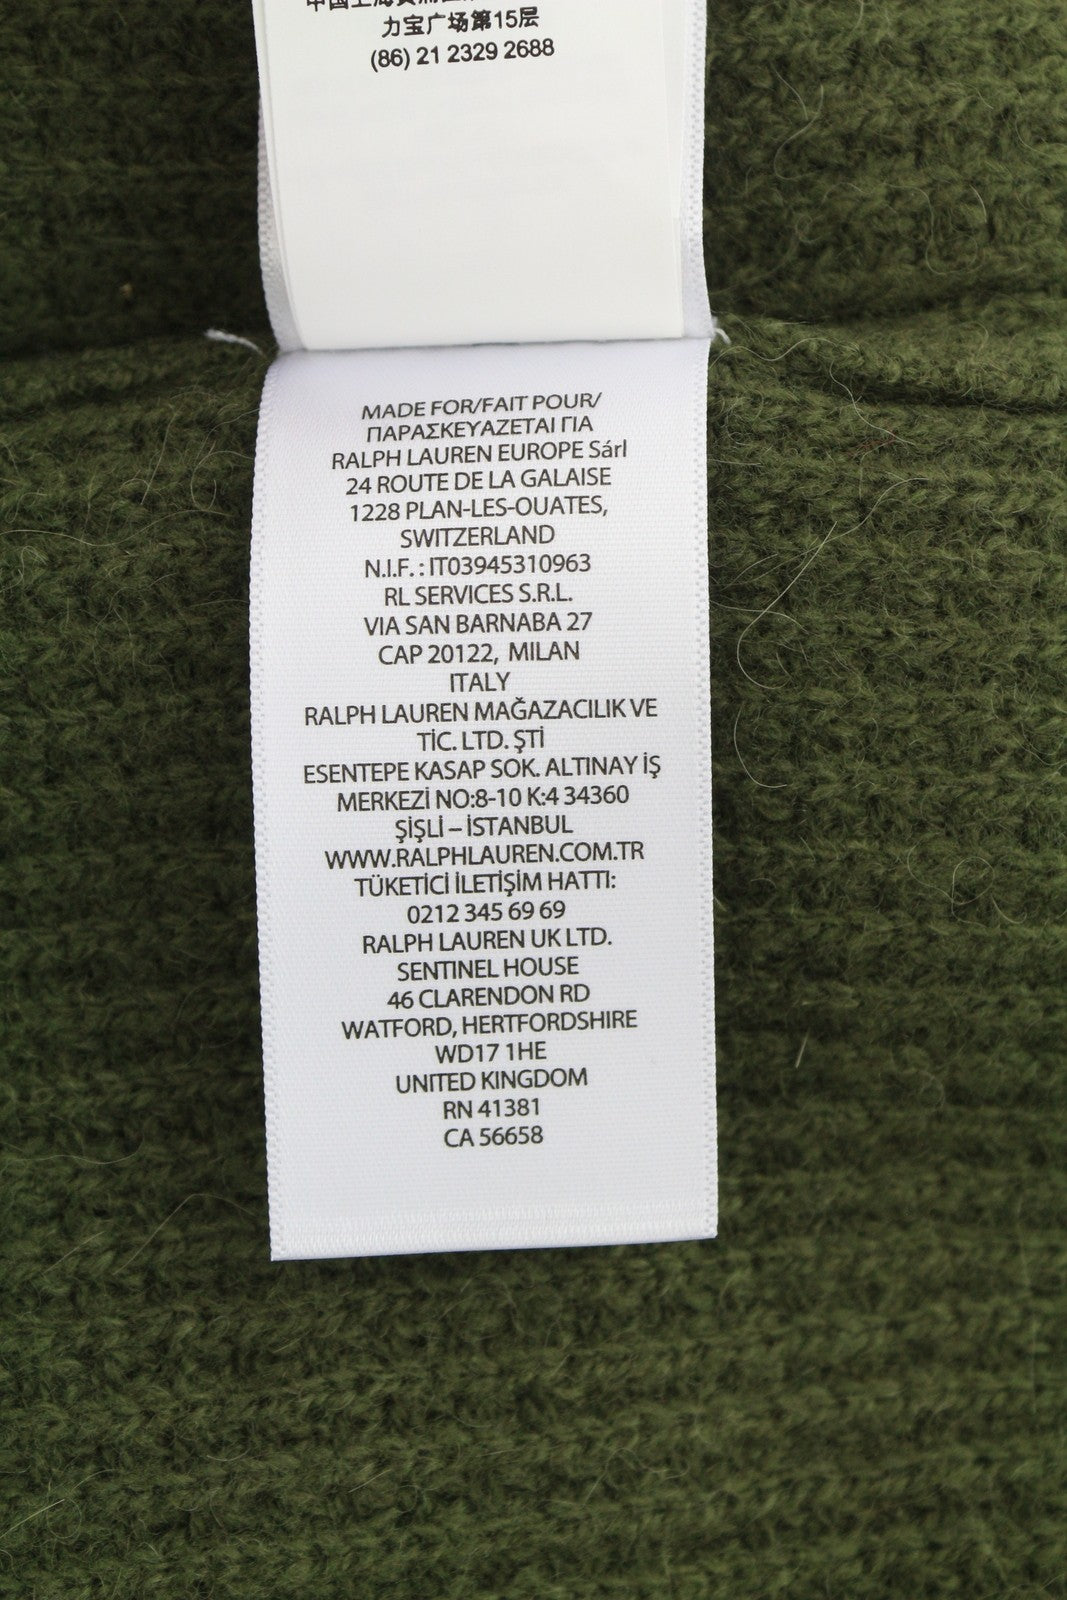 力宝广场第15层
(86) 21 2329 2688
MADE FOR/FAIT POUR/
ΠΑΡΑΣΚΕΥΑΖΕΤΑΙ ΓΙΑ
RALPH LAUREN EUROPE Sárl
24 ROUTE DE LA GALAISE
1228 PLAN-LES-OUATES,
SWITZERLAND
N.I.F. : IT03945310963
RL SERVICES S.R.L.
VIA SAN BARNABA 27
CAP 20122, MILAN
ITALY
RALPH LAUREN MAĞAZACILIK VE
TİC. LTD. ŞTİ
ESENTEPE KASAP SOK. ALTINAY İŞ
MERKEZİ NO:8-10 K:4 34360
ŞİŞLİ – İSTANBUL
WWW.RALPHLAUREN.COM.TR
TÜKETİCİ İLETİŞİM HATTI:
0212 345 69 69
RALPH LAUREN UK LTD.
SENTINEL HOUSE
46 CLARENDON RD
WATFORD, HERTFORDSHIRE
WD17 1HE
UNITED KINGDOM
RN 41381
CA 56658